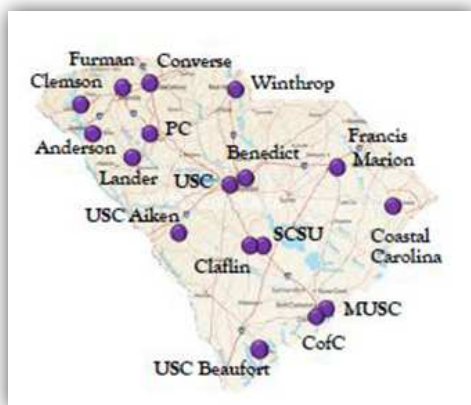 Furman
Converse
Clemson
Winthrop
PC
Francis
Marion
Anderson
Benedict
Lander
USC
USC Aiken
SCSU
Coastal
Carolina
Claflin
MUSC
CofC
USC Beaufort